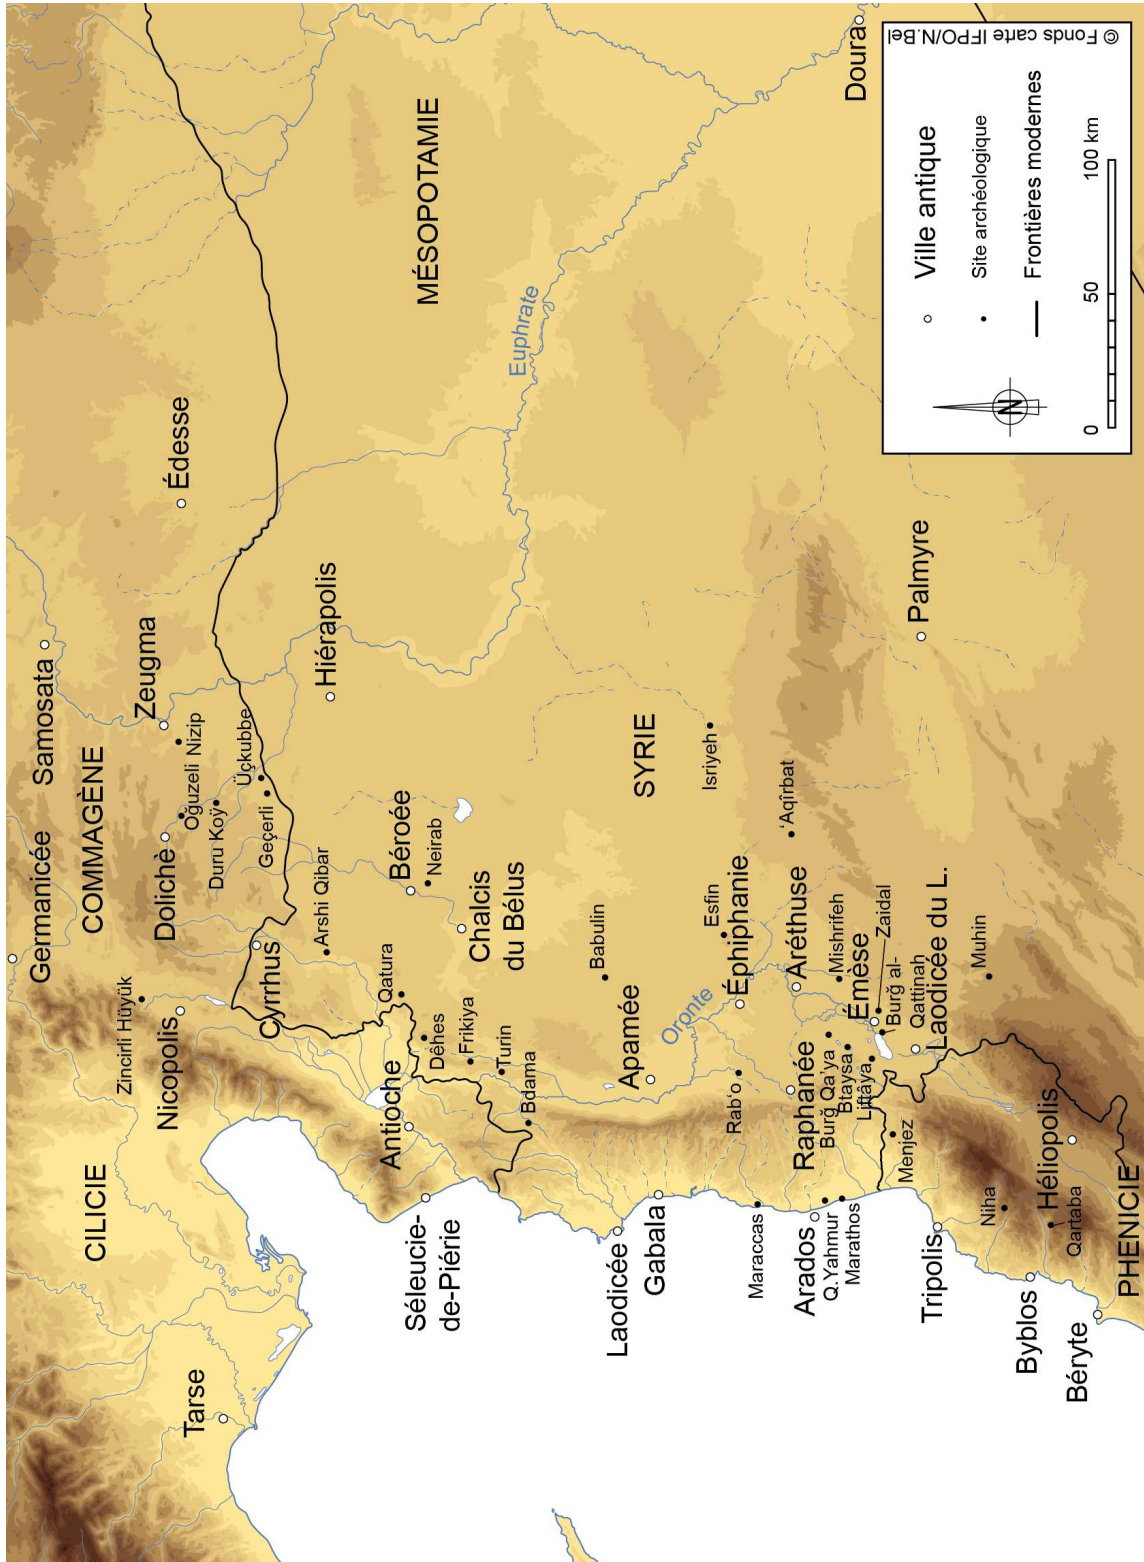 Germanicée
Samosata
COMMAGÈNE
Zincirli Hüyük
Zeugma
CILICIE
Nicopolis
Dolichè
Nizip
Oğuzeli
Édesse
Tarse
Duru Koÿ
Üçkubbe
Geçerli
Cyrrhus
Arshi Qibar
Hiérapolis
MÉSOPOTAMIE
Qatura
Antioche
Béroée
Neirab
Séleucie-
de-Piérie
Dêhes
Frikiya
Chalcis
du Bélus
Turin
Bdama
Euphrate
Babulin
Laodicée
Apamée
SYRIE
Gabala
Oronte
Isriyeh
Esfin
Rab‘o
Éphiphanie
Maraccas
‘Aqîrbat
Raphanée
Aréthuse
Arados
Q. Yahmur
Marathos
Burğ Qa’ya
Mishrifeh
Btaysa
Émèse
Liftâya
Zaidal
Doura
Burğ al-
Qattinah
Menjez
Laodicée du L.
Palmyre
Tripolis
Muhin
Niha
Byblos
Héliopolis
Qartaba
Béryte
PHENICIE
Ville antique
Site archéologique
Frontières modernes
N
0 50 100 km
© Fonds carte IFPO/N.Bel